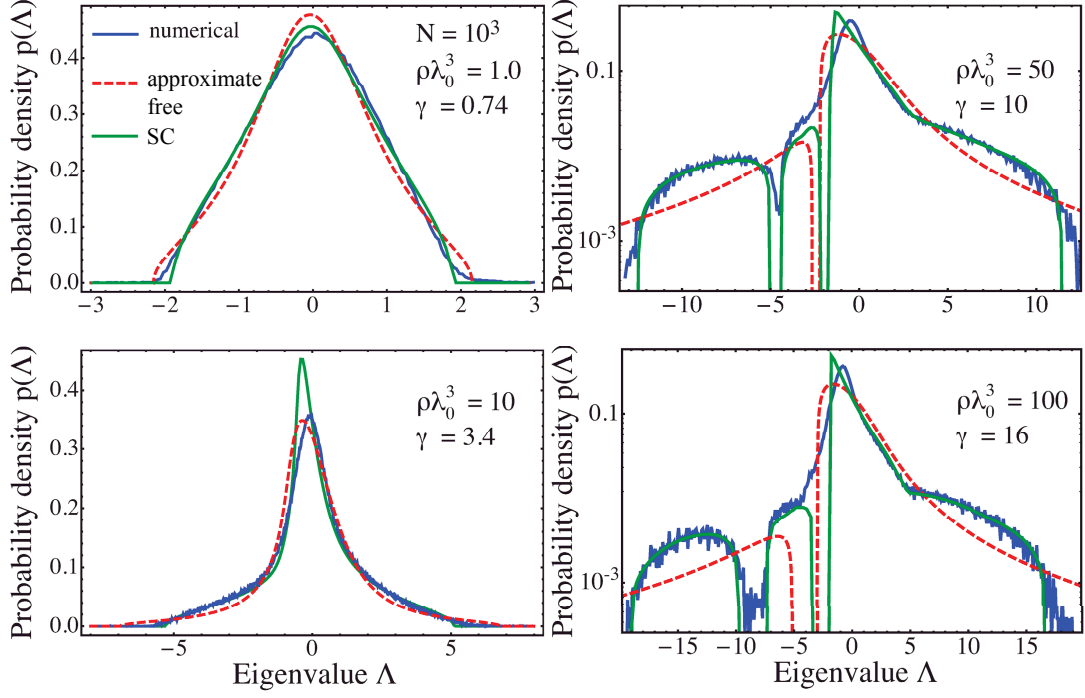 Probability density p(Λ)
0.4
0.3
0.2
0.1
0.0
numerical
approximate
free
SC
N = 10³
ρλ₀³ = 1.0
γ = 0.74
−3 −2 −1 0 1 2 3
Probability density p(Λ)
0.1
10⁻³
ρλ₀³ = 50
γ = 10
−10 −5 0 5 10
Probability density p(Λ)
0.4
0.3
0.2
0.1
0.0
ρλ₀³ = 10
γ = 3.4
−5 0 5
Eigenvalue Λ
Probability density p(Λ)
0.1
10⁻³
ρλ₀³ = 100
γ = 16
−15 −10 −5 0 5 10 15
Eigenvalue Λ